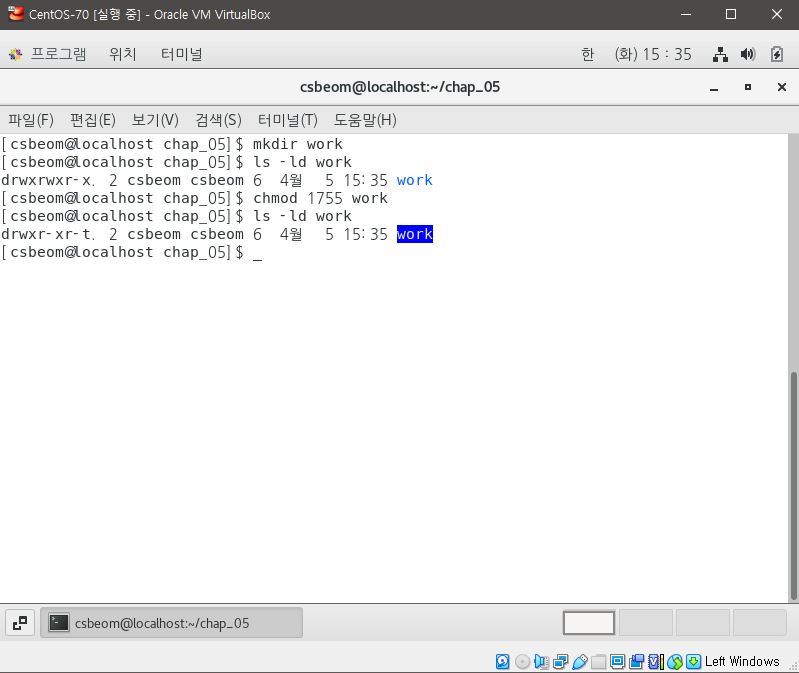 CentOS-70 [실행 중] - Oracle VM VirtualBox
프로그램 위치 터미널 한 (화) 15 : 35
csbeom@localhost:~/chap_05
파일(F) 편집(E) 보기(V) 검색(S) 터미널(T) 도움말(H)
[csbeom@localhost chap_05]$ mkdir work
[csbeom@localhost chap_05]$ ls -ld work
drwxrwxr-x. 2 csbeom csbeom 6  4월   5 15:35 work
[csbeom@localhost chap_05]$ chmod 1755 work
[csbeom@localhost chap_05]$ ls -ld work
drwxr-xr-t. 2 csbeom csbeom 6  4월   5 15:35 work
[csbeom@localhost chap_05]$ _
csbeom@localhost:~/chap_05
Left Windows